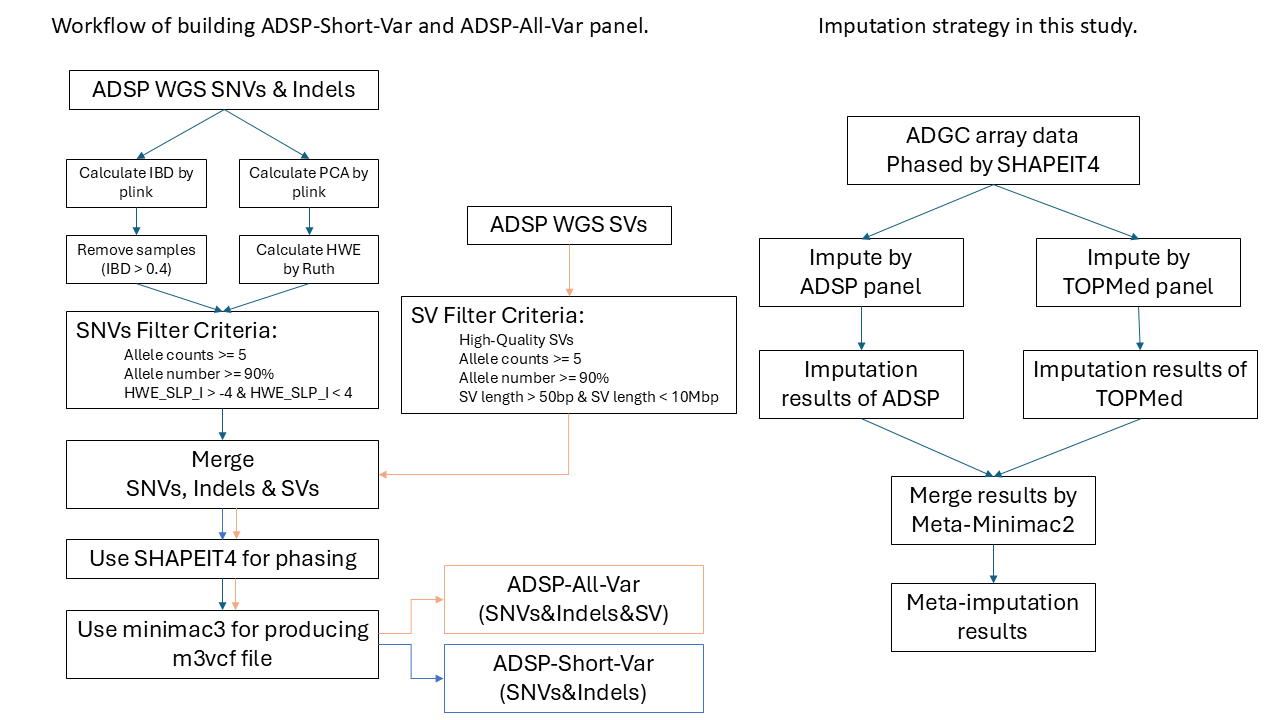 Workflow of building ADSP-Short-Var and ADSP-All-Var panel.
ADSP WGS SNVs & Indels
Calculate IBD by
plink
Calculate PCA by
plink
Remove samples
(IBD > 0.4)
Calculate HWE
by Ruth
SNVs Filter Criteria:
Allele counts >= 5
Allele number >= 90%
HWE_SLP_I > -4 & HWE_SLP_I < 4
ADSP WGS SVs
SV Filter Criteria:
High-Quality SVs
Allele counts >= 5
Allele number >= 90%
SV length > 50bp & SV length < 10Mbp
Merge
SNVs, Indels & SVs
Use SHAPEIT4 for phasing
Use minimac3 for producing
m3vcf file
ADSP-All-Var
(SNVs&Indels&SV)
ADSP-Short-Var
(SNVs&Indels)
Imputation strategy in this study.
ADGC array data
Phased by SHAPEIT4
Impute by
ADSP panel
Impute by
TOPMed panel
Imputation
results of ADSP
Imputation results of
TOPMed
Merge results by
Meta-Minimac2
Meta-imputation
results